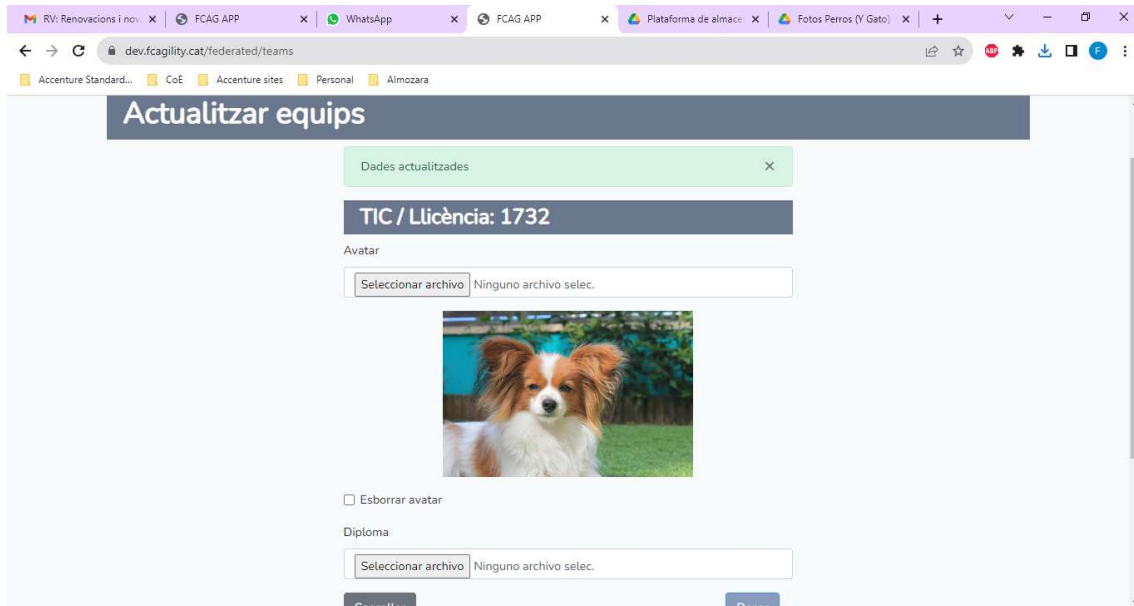 RV: Renovacions i nov
FCAG APP
WhatsApp
FCAG APP
Plataforma de almace
Fotos Perros (Y Gato)
dev.fcagility.cat/federated/teams
ABP
F
Accenture Standard...
CoE
Accenture sites
Personal
Almozara
Actualitzar equips
Dades actualitzades
TIC / Llicència: 1732
Avatar
Seleccionar archivo Ninguno archivo selec.
Esborrar avatar
Diploma
Seleccionar archivo Ninguno archivo selec.